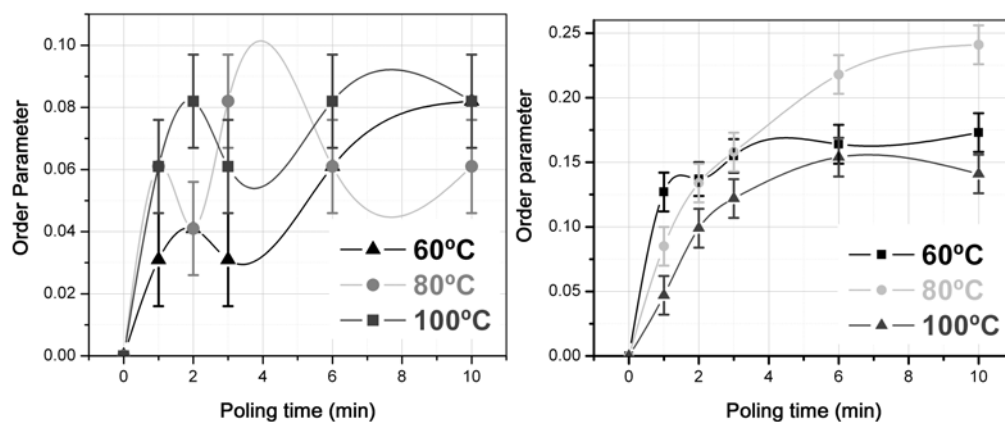 Order Parameter
0.10
0.08
0.06
0.04
0.02
0.00
60ºC
80ºC
100ºC
0 2 4 6 8 10
Poling time (min)
Order parameter
0.25
0.20
0.15
0.10
0.05
0.00
60ºC
80ºC
100ºC
0 2 4 6 8 10
Poling time (min)